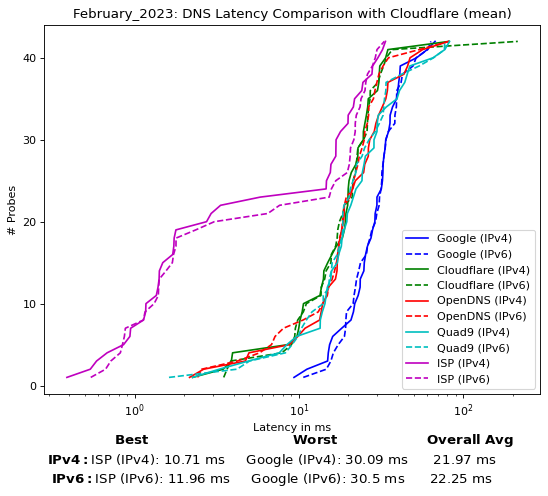 February_2023: DNS Latency Comparison with Cloudflare (mean)
# Probes
40
30
20
10
0
Google (IPv4)
Google (IPv6)
Cloudflare (IPv4)
Cloudflare (IPv6)
OpenDNS (IPv4)
OpenDNS (IPv6)
Quad9 (IPv4)
Quad9 (IPv6)
ISP (IPv4)
ISP (IPv6)
10⁰ 10¹ 10²
Latency in ms
Best Worst Overall Avg
IPv4: ISP (IPv4): 10.71 ms Google (IPv4): 30.09 ms 21.97 ms
IPv6: ISP (IPv6): 11.96 ms Google (IPv6): 30.5 ms 22.25 ms